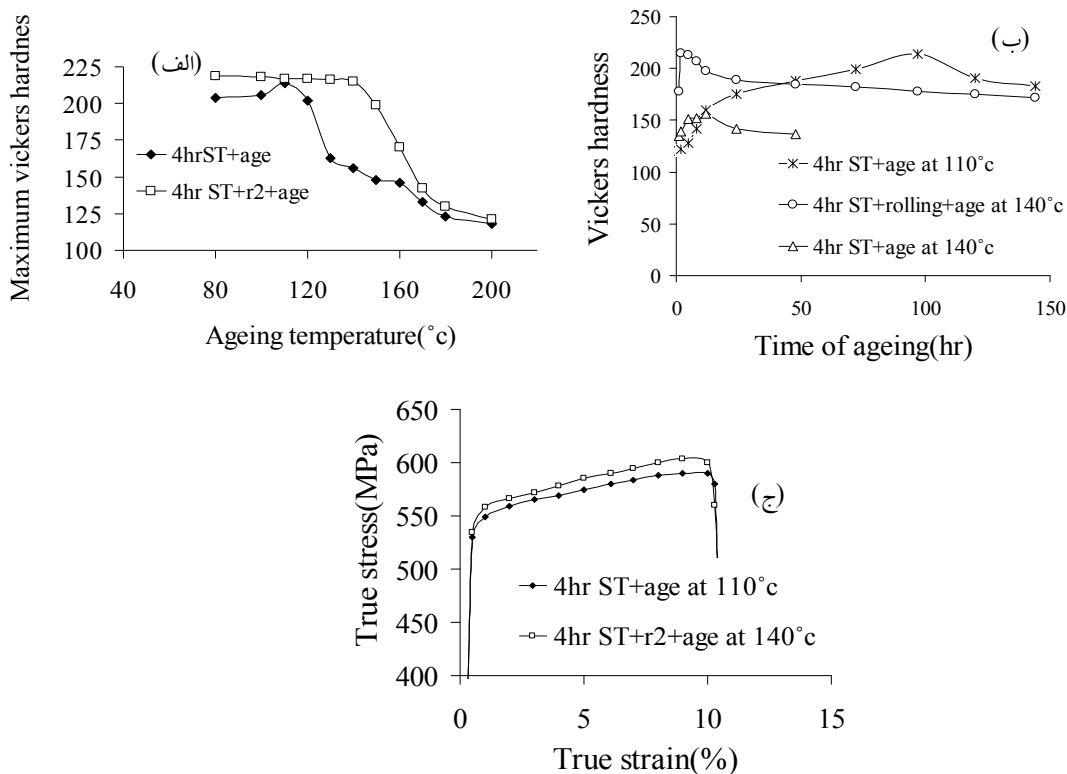 (الف)
Maximum vickers hardnes
225
200
175
150
125
100
4hrST+age
4hr ST+r2+age
40
80
120
160
200
Ageing temperature(˚c)
(ب)
Vickers hardness
250
200
150
100
50
0
4hr ST+age at 110˚c
4hr ST+rolling+age at 140˚c
4hr ST+age at 140˚c
0
50
100
150
Time of ageing(hr)
(ج)
True stress(MPa)
650
600
550
500
450
400
4hr ST+age at 110˚c
4hr ST+r2+age at 140˚c
0
5
10
15
True strain(%)